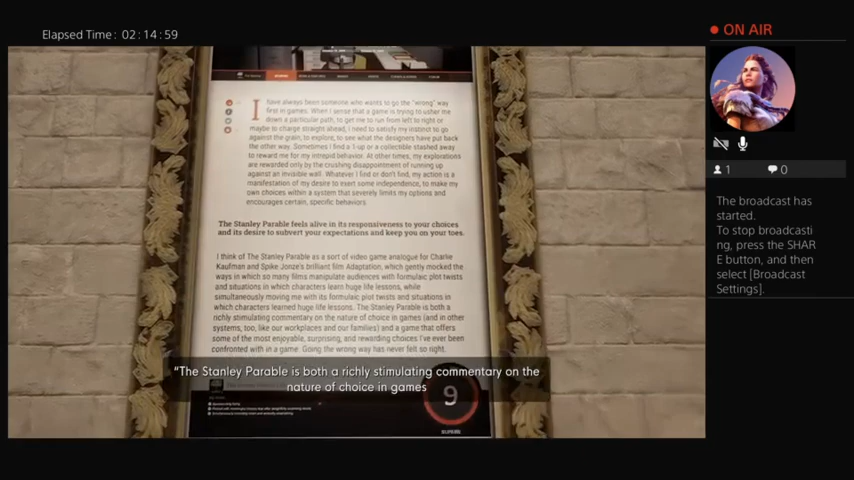 Elapsed Time : 02:14:59
ON AIR
I have always been someone who wants to go the "wrong" way
first in games. When I sense that a game is trying to usher me
down a particular path, to get me to run from left to right or
maybe to charge straight ahead, I need to satisfy my instinct to go
against the grain, to explore, to see what the designers have put back
the other way. Sometimes I find a 1-up or a collectible stashed away
to reward me for my intrepid behavior. At other times, my explorations
are rewarded only by the crushing disappointment of running up
against an invisible wall. Whatever I find or don't find, my action is a
manifestation of my desire to exert some independence, to make my
own choices within a system that severely limits my options and
encourages certain, specific behaviors.
The Stanley Parable feels alive in its responsiveness to your choices
and its desire to subvert your expectations and keep you on your toes.
I think of The Stanley Parable as a sort of video game analogue for Charlie
Kaufman and Spike Jonze's brilliant film Adaptation, which gently mocked the
ways in which so many films manipulate audiences with formulaic plot twists
and situations in which characters learn huge life lessons, while
simultaneously moving me with its formulaic plot twists and situations in
which characters learned huge life lessons. The Stanley Parable is both a
richly stimulating commentary on the nature of choice in games (and in other
systems, too, like our workplaces and our families) and a game that offers
some of the most enjoyable, surprising, and rewarding choices I've ever been
confronted with in a game. Going the wrong way has never felt so right.
"The Stanley Parable is both a richly stimulating commentary on the
nature of choice in games
9
1
0
The broadcast has
started.
To stop broadcasti
ng, press the SHAR
E button, and then
select [Broadcast
Settings].